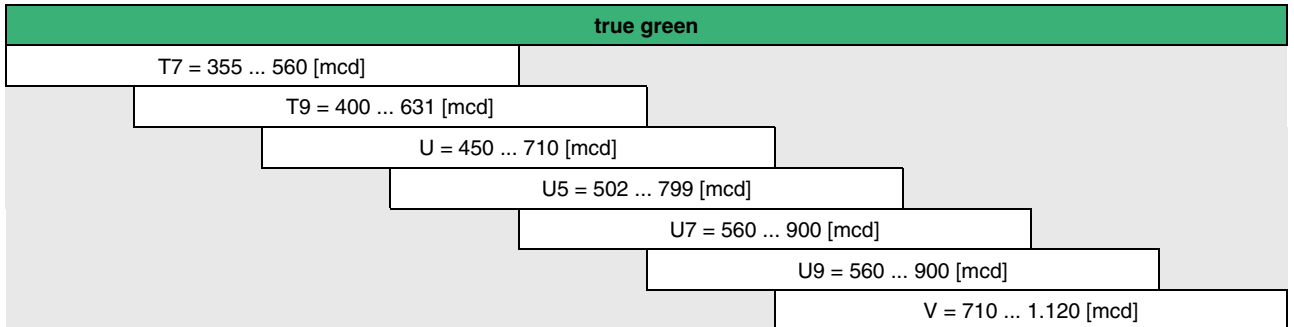 true green
T7 = 355 ... 560 [mcd]
T9 = 400 ... 631 [mcd]
U = 450 ... 710 [mcd]
U5 = 502 ... 799 [mcd]
U7 = 560 ... 900 [mcd]
U9 = 560 ... 900 [mcd]
V = 710 ... 1.120 [mcd]